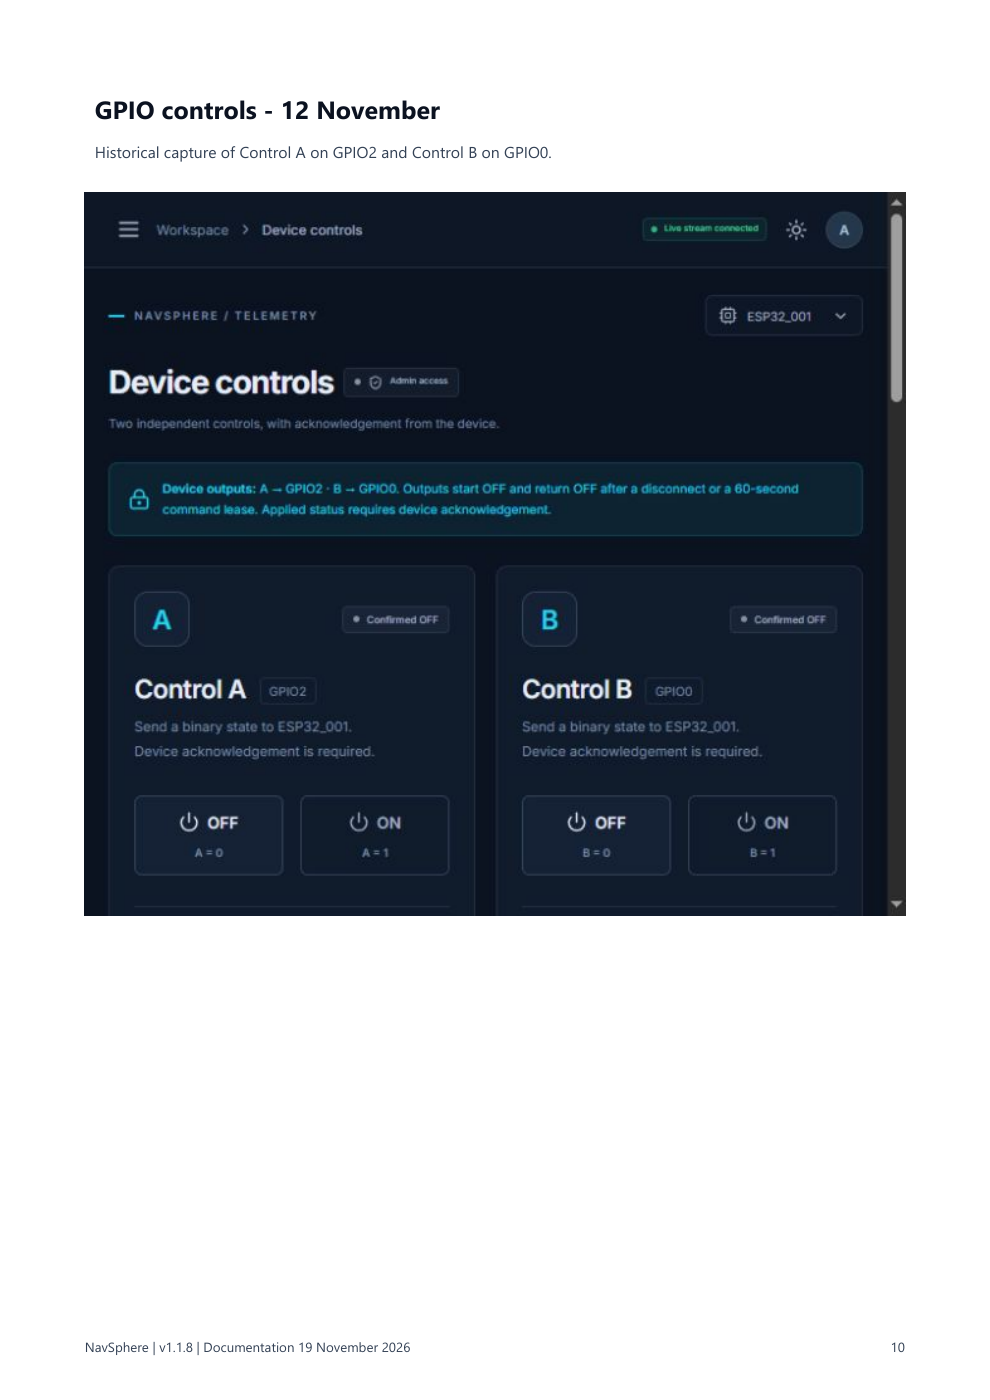 GPIO controls - 12 November
Historical capture of Control A on GPIO2 and Control B on GPIO0.
Workspace > Device controls
Live stream connected
A
NAVSPHERE / TELEMETRY
ESP32_001
Device controls
Admin access
Two independent controls, with acknowledgement from the device.
Device outputs: A → GPIO2 · B → GPIO0. Outputs start OFF and return OFF after a disconnect or a 60-second
command lease. Applied status requires device acknowledgement.
A
Confirmed OFF
Control A
GPIO2
Send a binary state to ESP32_001.
Device acknowledgement is required.
OFF
A = 0
ON
A = 1
B
Confirmed OFF
Control B
GPIO0
Send a binary state to ESP32_001.
Device acknowledgement is required.
OFF
B = 0
ON
B = 1
NavSphere | v1.1.8 | Documentation 19 November 2026
10